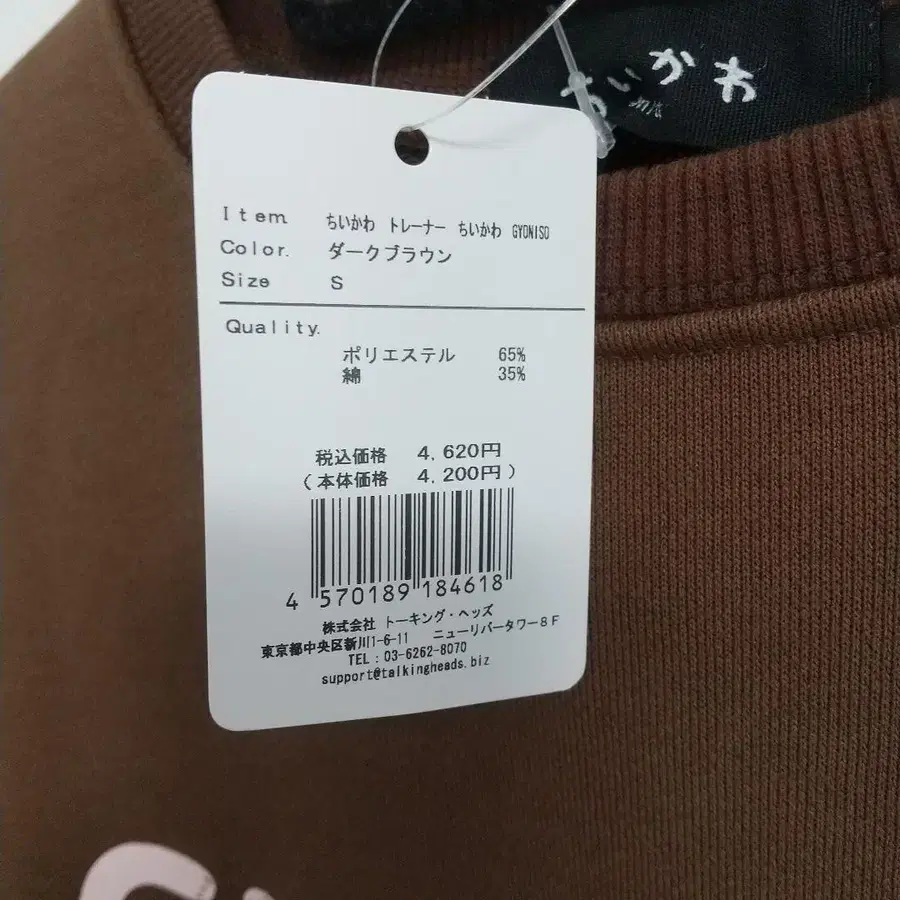 ちいかわ
Item ちいかわ トレーナー ちいかわ GYONISO
Color. ダークブラウン
Size S
Quality.
ポリエステル 65%
綿 35%
税込価格 4,620円
(本体価格 4,200円)
4 570189 184618
株式会社 トーキング・ヘッズ
東京都中央区新川1-6-11 ニューリバータワー8F
TEL:03-6262-8070
support@talkingheads.biz